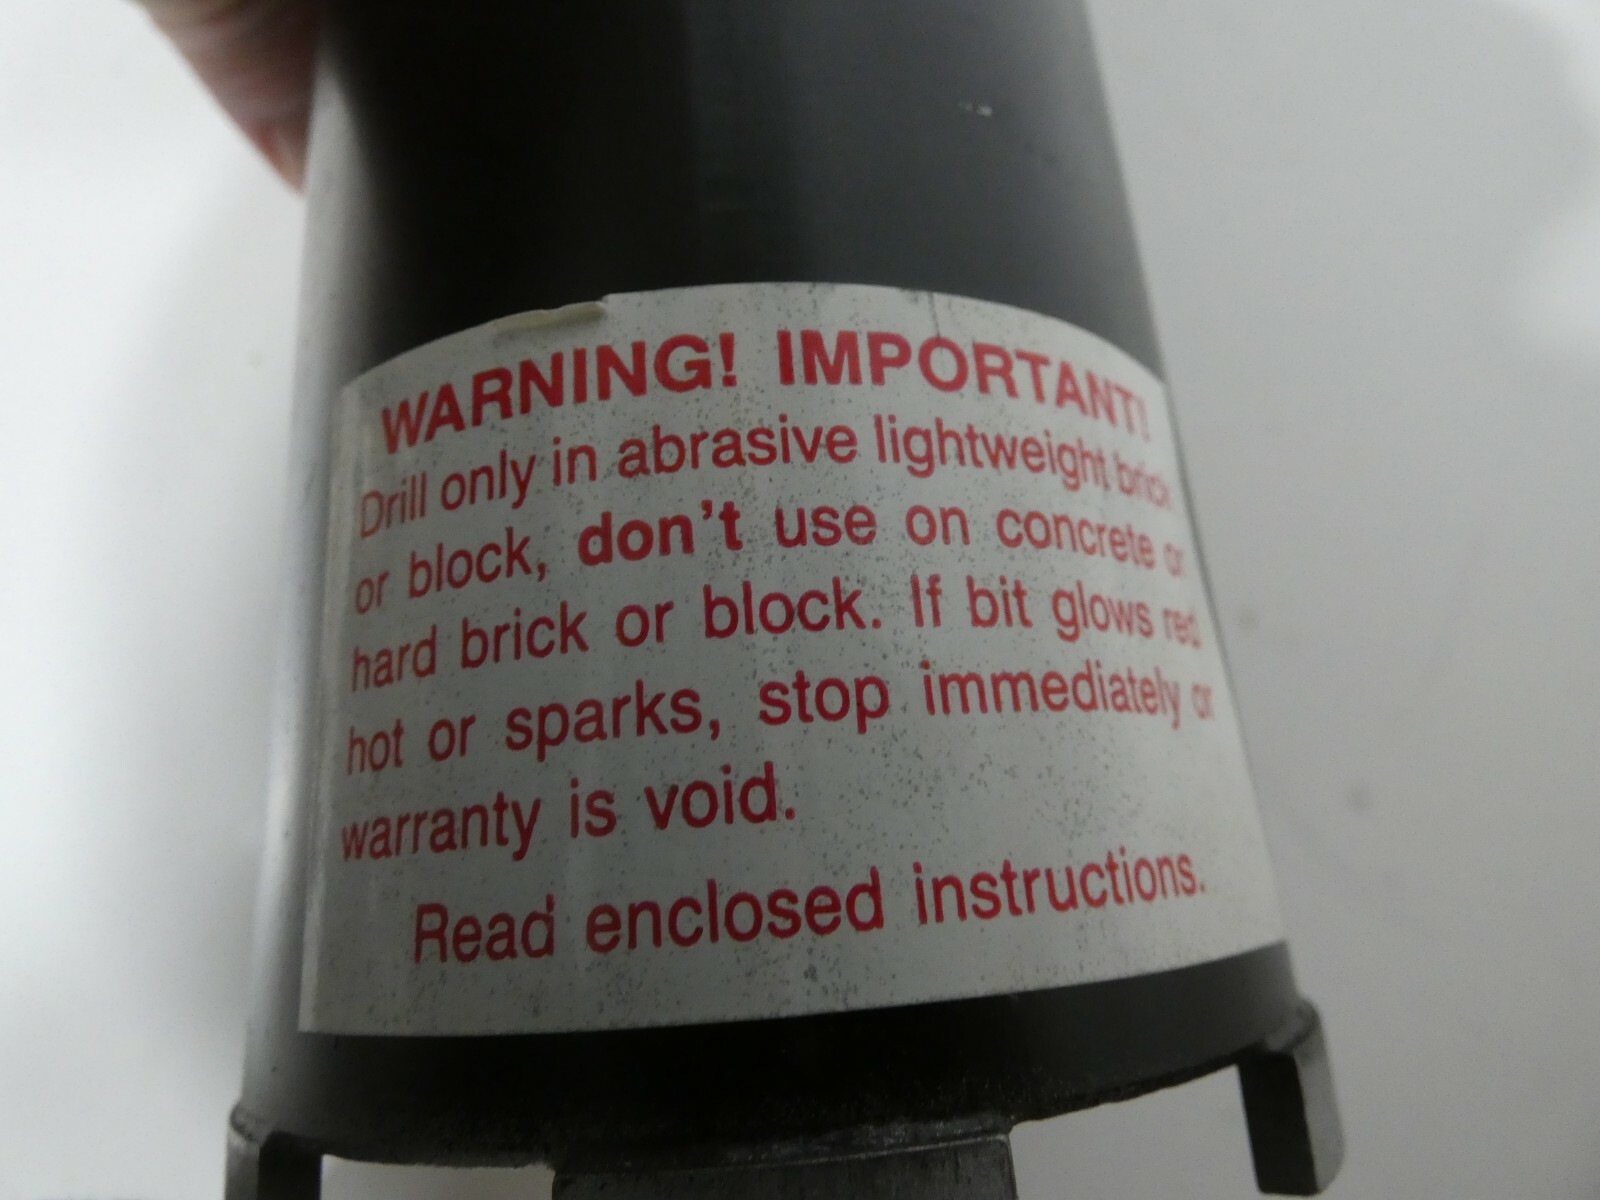 WARNING! IMPORTANT!
Drill only in abrasive lightweight brick
or block, don't use on concrete or
hard brick or block. If bit glows red
hot or sparks, stop immediately or
warranty is void.
Read enclosed instructions.